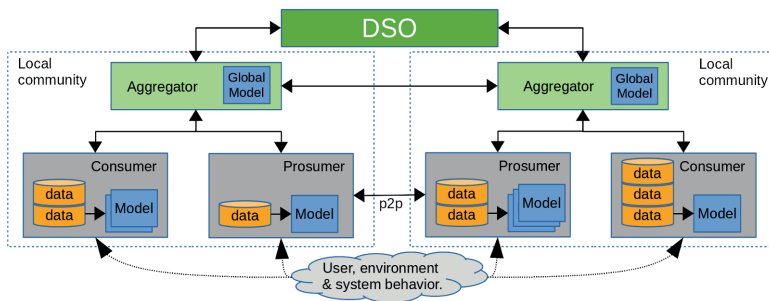 DSO
Local
community
Aggregator
Global
Model
Aggregator
Global
Model
Local
community
Consumer
data
data
Model
Prosumer
data
Model
p2p
Prosumer
data
data
Model
Consumer
data
data
data
Model
User, environment
& system behavior.